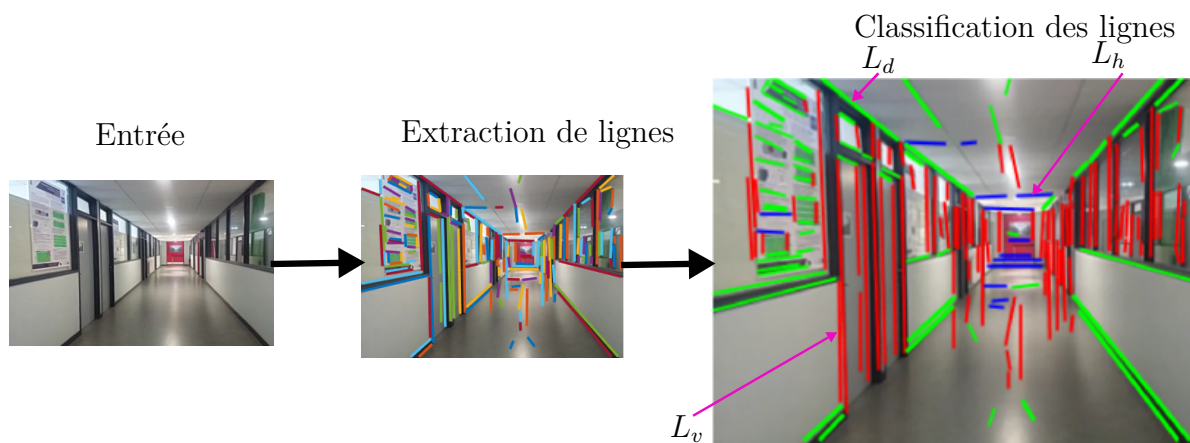 Entrée
Extraction de lignes
Classification des lignes
L_d
L_h
L_v